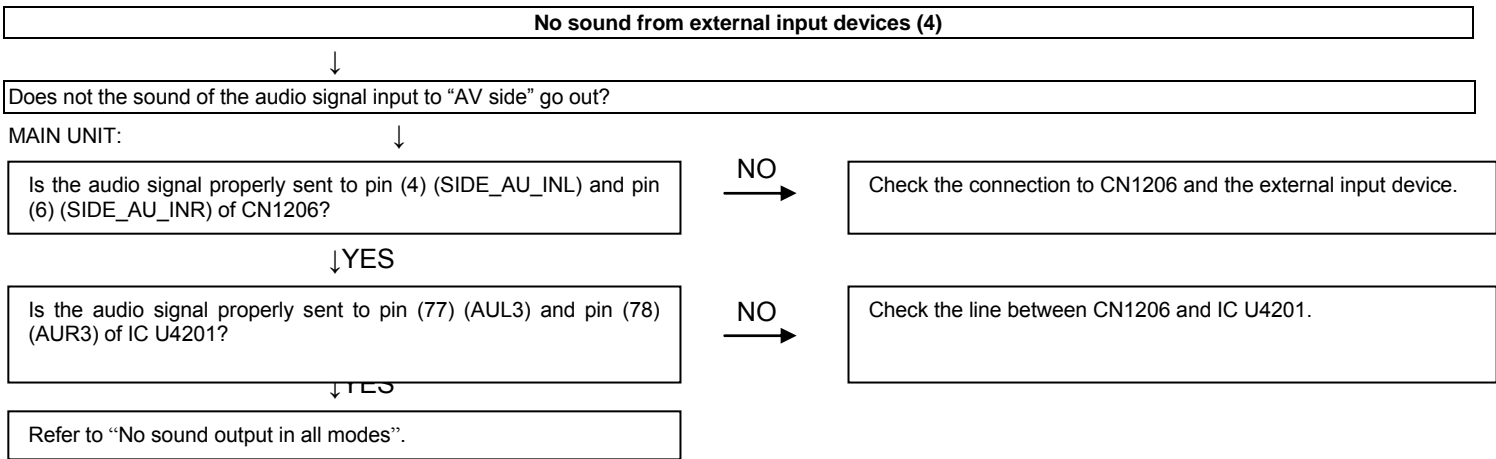 No sound from external input devices (4)
↓
Does not the sound of the audio signal input to “AV side” go out?
MAIN UNIT: ↓
Is the audio signal properly sent to pin (4) (SIDE_AU_INL) and pin
(6) (SIDE_AU_INR) of CN1206?
NO
Check the connection to CN1206 and the external input device.
↓YES
Is the audio signal properly sent to pin (77) (AUL3) and pin (78)
(AUR3) of IC U4201?
NO
Check the line between CN1206 and IC U4201.
↓YES
Refer to “No sound output in all modes”.